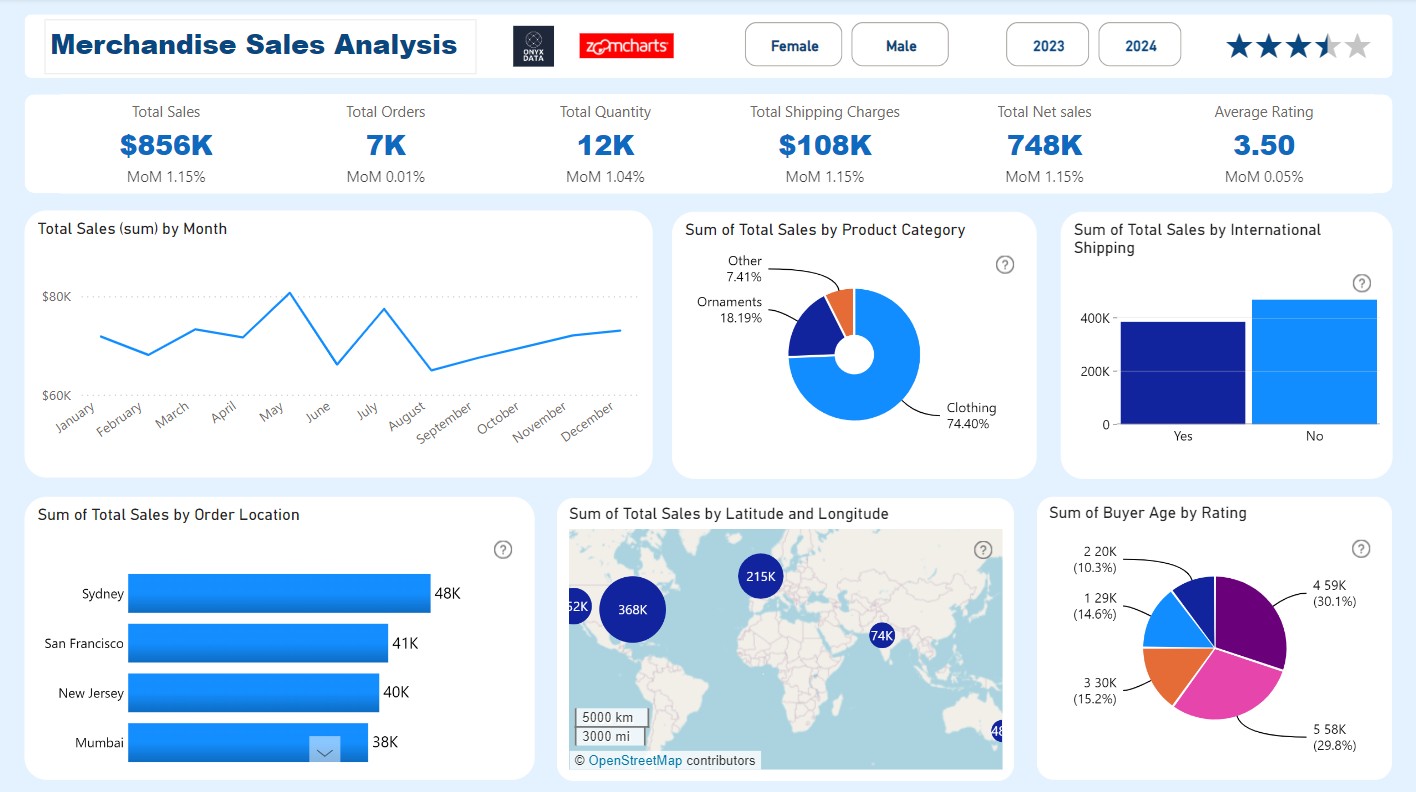 Merchandise Sales Analysis
ONYX
DATA
zoomcharts
Female
Male
2023
2024
Total Sales
$856K
MoM 1.15%
Total Orders
7K
MoM 0.01%
Total Quantity
12K
MoM 1.04%
Total Shipping Charges
$108K
MoM 1.15%
Total Net sales
748K
MoM 1.15%
Average Rating
3.50
MoM 0.05%
Total Sales (sum) by Month
$80K
$60K
January
February
March
April
May
June
July
August
September
October
November
December
Sum of Total Sales by Product Category
?
Other
7.41%
Ornaments
18.19%
Clothing
74.40%
Sum of Total Sales by International
Shipping
?
400K
200K
0
Yes
No
Sum of Total Sales by Order Location
?
Sydney
48K
San Francisco
41K
New Jersey
40K
Mumbai
38K
Sum of Total Sales by Latitude and Longitude
?
368K
215K
74K
5000 km
3000 mi
© OpenStreetMap contributors
Sum of Buyer Age by Rating
?
2 20K
(10.3%)
1 29K
(14.6%)
3 30K
(15.2%)
4 59K
(30.1%)
5 58K
(29.8%)